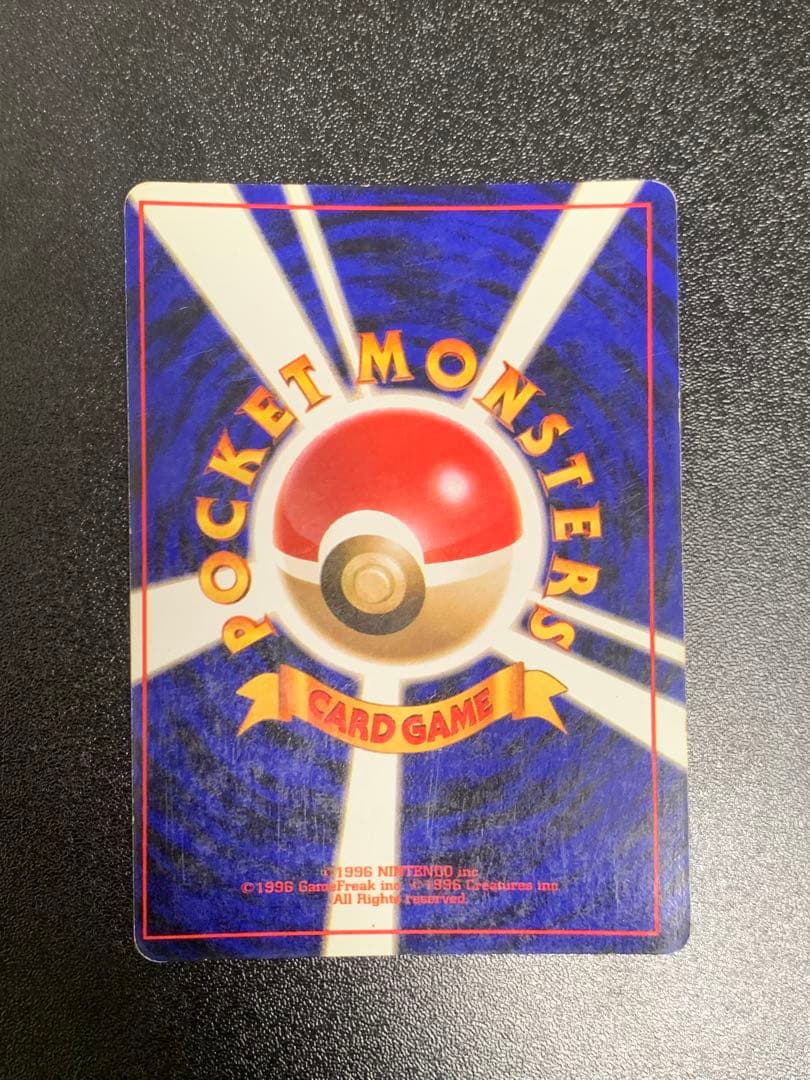 POCKET MONSTERS
CARD GAME
©1996 NINTENDO inc
©1996 GameFreak inc. ©1996 Creatures inc
All Rights reserved.